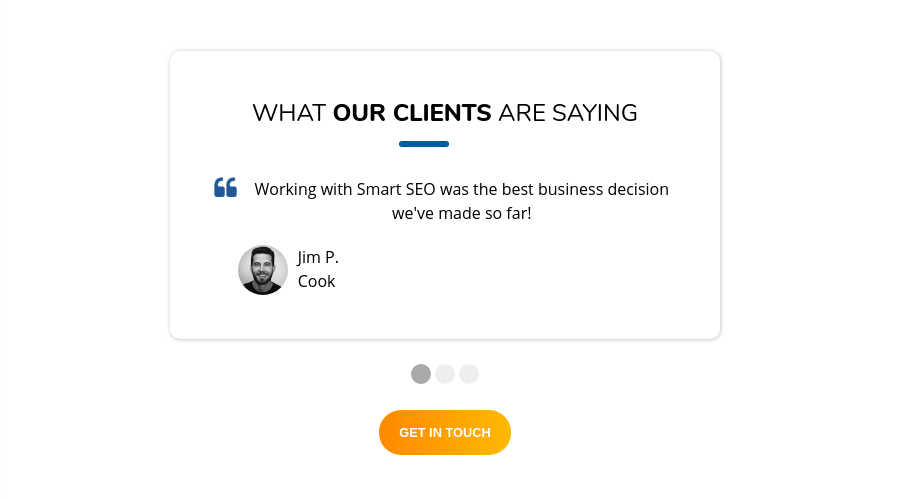 WHAT OUR CLIENTS ARE SAYING
Working with Smart SEO was the best business decision
we've made so far!
Jim P.
Cook
GET IN TOUCH